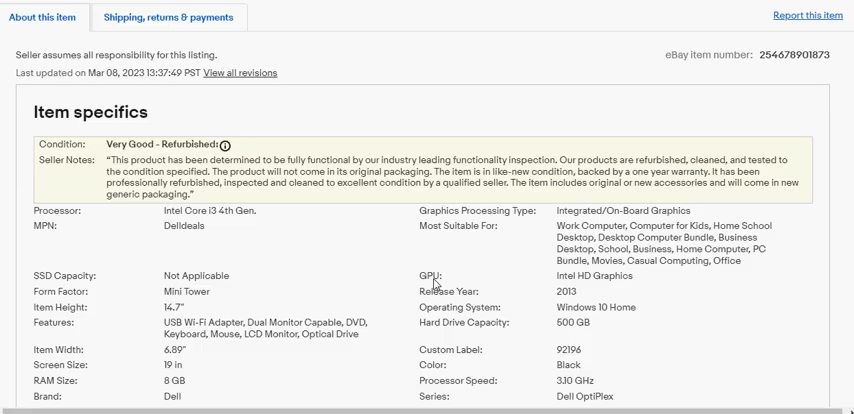 About this item
Shipping, returns & payments
Report this item
Seller assumes all responsibility for this listing.
eBay item number: 254678901873
Last updated on Mar 08, 2023 13:37:49 PST View all revisions
Item specifics
Condition: Very Good - Refurbished:
Seller Notes: “This product has been determined to be fully functional by our industry leading functionality inspection. Our products are refurbished, cleaned, and tested to
the condition specified. The product will not come in its original packaging. The item is in like-new condition, backed by a one year warranty. It has been
professionally refurbished, inspected and cleaned to excellent condition by a qualified seller. The item includes original or new accessories and will come in new
generic packaging.”
Processor: Intel Core i3 4th Gen. Graphics Processing Type: Integrated/On-Board Graphics
MPN: Delldeals Most Suitable For: Work Computer, Computer for Kids, Home School
Desktop, Desktop Computer Bundle, Business
Desktop, School, Business, Home Computer, PC
Bundle, Movies, Casual Computing, Office
SSD Capacity: Not Applicable GPU: Intel HD Graphics
Form Factor: Mini Tower Release Year: 2013
Item Height: 14.7" Operating System: Windows 10 Home
Features: USB Wi-Fi Adapter, Dual Monitor Capable, DVD, Hard Drive Capacity: 500 GB
Keyboard, Mouse, LCD Monitor, Optical Drive
Item Width: 6.89" Custom Label: 92196
Screen Size: 19 in Color: Black
RAM Size: 8 GB Processor Speed: 3.10 GHz
Brand: Dell Series: Dell OptiPlex